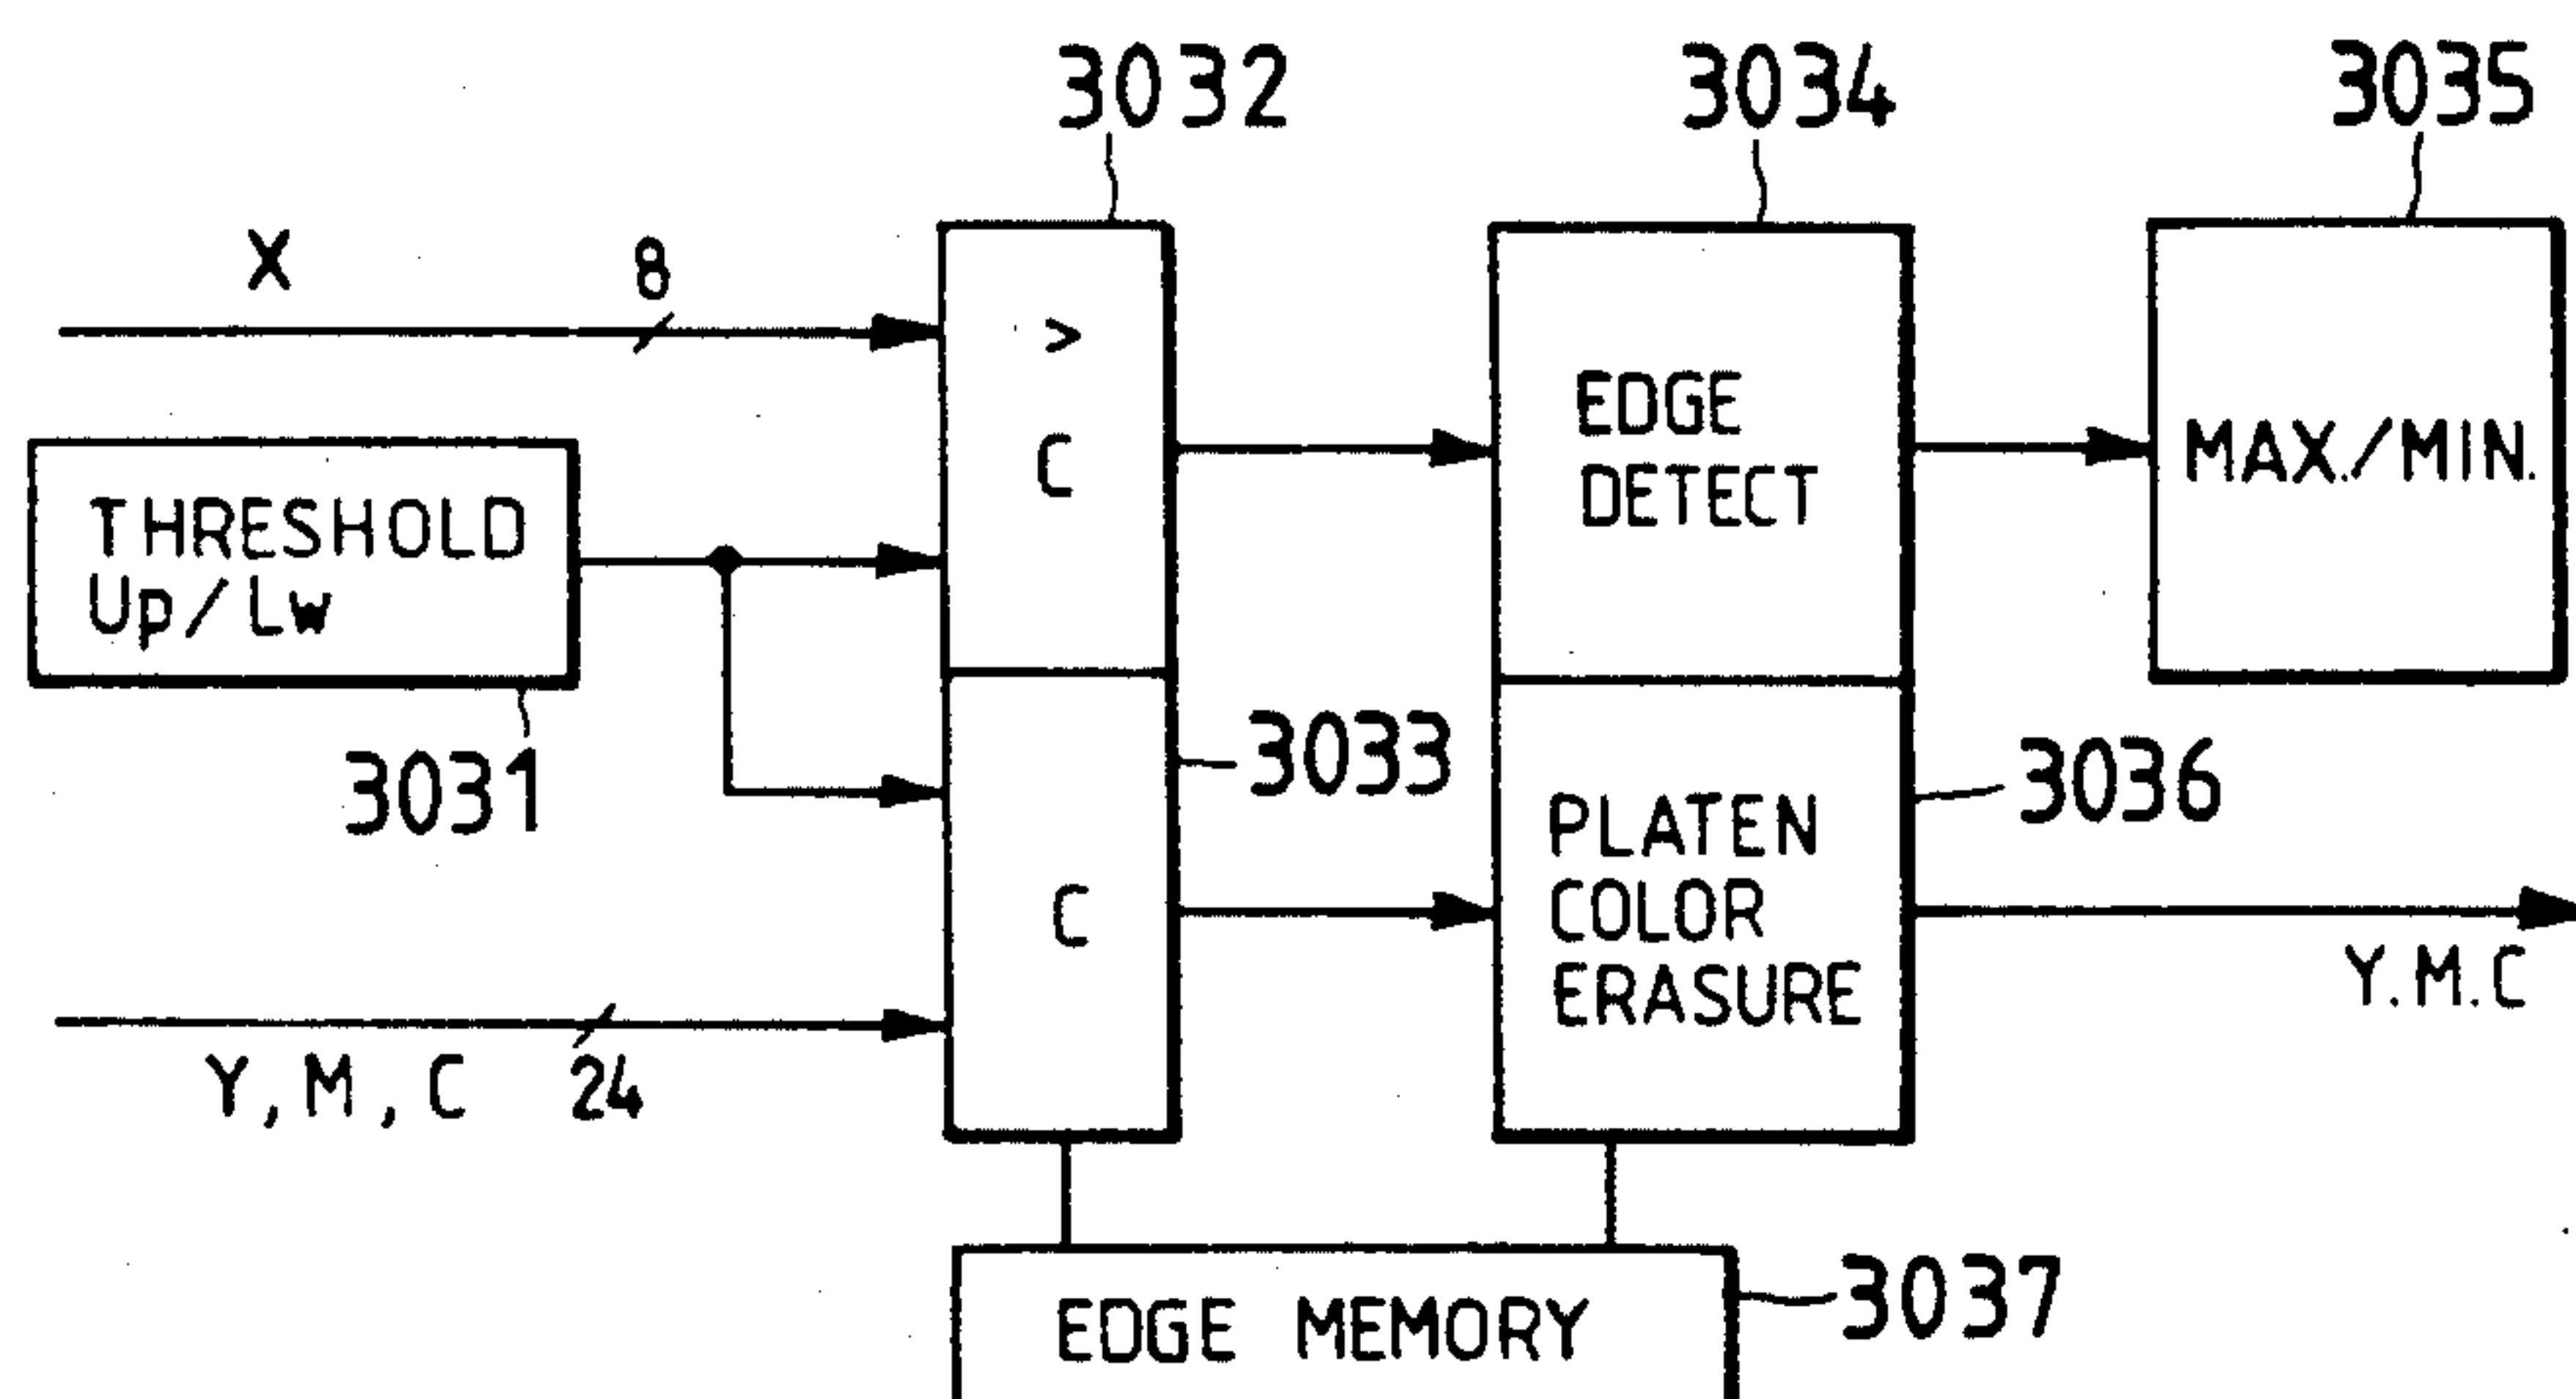 3032
3034
3035
X
8
>
C
EDGE
DETECT
MAX./MIN.
THRESHOLD
Up/Lw
3031
3033
3036
C
PLATEN
COLOR
ERASURE
Y.M.C
Y, M, C 24
EDGE MEMORY
3037